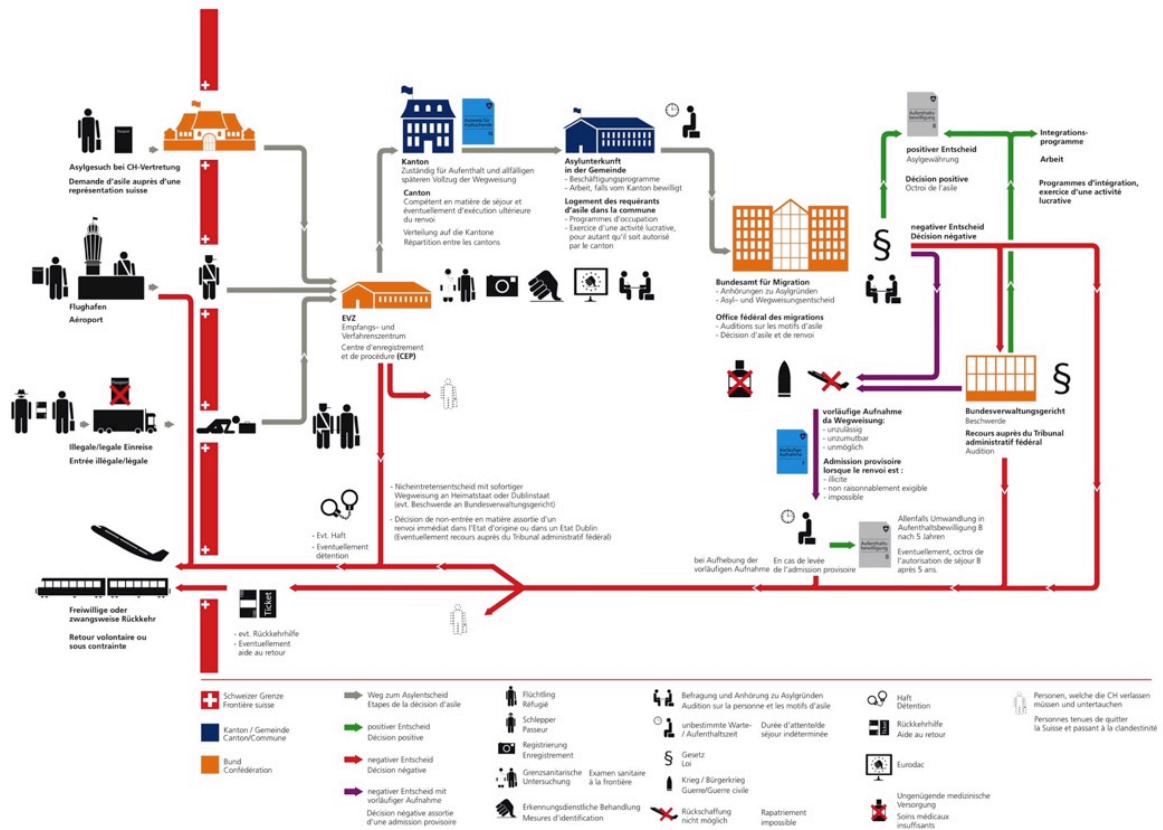 Asylgesuch bei CH-Vertretung
Demande d'asile auprès d'une
représentation suisse
Flughafen
Aéroport
Illegale/legale Einreise
Entrée illégale/légale
Freiwillige oder
zwangsweise Rückkehr
Retour volontaire ou
sous contrainte
EVZ
Empfangs- und
Verfahrenszentrum
Centre d'enregistrement
et de procédure (CEP)
Kanton
Zuständig für Aufenthalt und allfälligen
späteren Vollzug der Wegweisung
Canton
Compétent en matière de séjour et
éventuellement d'exécution ultérieure
du renvoi
Verteilung auf die Kantone
Répartition entre les cantons
Asylunterkunft
in der Gemeinde
- Beschäftigungsprogramme
- Arbeit, falls vom Kanton bewilligt
Logement des requérants
d'asile dans la commune
- Programmes d'occupation
- Exercice d'une activité lucrative,
pour autant qu'il soit autorisé
par le canton
Bundesamt für Migration
- Anhörungen zu Asylgründen
- Asyl- und Wegweisungsentscheid
Office fédéral des migrations
- Auditions sur les motifs d'asile
- Décision d'asile et de renvoi
§
Aufenthalts-
bewilligung
B
positiver Entscheid
Asylgewährung
Décision positive
Octroi de l'asile
Integrations-
programme
Arbeit
Programmes d'intégration,
exercice d'une activité
lucrative
negativer Entscheid
Décision négative
Bundesverwaltungsgericht
Beschwerde
Recours auprès du Tribunal
administratif fédéral
Audition
§
vorläufige Aufnahme
da Wegweisung:
- unzulässig
- unzumutbar
- unmöglich
Admission provisoire
lorsque le renvoi est :
- illicite
- non raisonnablement exigible
- impossible
Vorläufige
Aufnahme
F
Aufenthalts-
bewilligung
B
Allenfalls Umwandlung in
Aufenthaltsbewilligung B
nach 5 Jahren
Eventuellement, octroi de
l'autorisation de séjour B
après 5 ans.
bei Aufhebung der
vorläufigen Aufnahme
En cas de levée
de l'admission provisoire
- Nichteintretensentscheid mit sofortiger
Wegweisung an Heimatstaat oder Dublinstaat
(evt. Beschwerde an Bundesverwaltungsgericht)
- Décision de non-entrée en matière assortie d'un
renvoi immédiat dans l'Etat d'origine ou dans un Etat Dublin
(Eventuellement recours auprès du Tribunal administratif fédéral)
- Evt. Haft
- Eventuellement
détention
Ticket
- evt. Rückkehrhilfe
- Eventuellement
aide au retour
Schweizer Grenze
Frontière suisse
Kanton / Gemeinde
Canton/Commune
Bund
Confédération
Weg zum Asylentscheid
Etapes de la décision d'asile
positiver Entscheid
Décision positive
negativer Entscheid
Décision négative
negativer Entscheid mit
vorläufiger Aufnahme
Décision négative assortie
d'une admission provisoire
Flüchtling
Réfugié
Schlepper
Passeur
Registrierung
Enregistrement
Grenzsanitarische
Untersuchung
Examen sanitaire
à la frontière
Erkennungsdienstliche Behandlung
Mesures d'identification
Befragung und Anhörung zu Asylgründen
Audition sur la personne et les motifs d'asile
unbestimmte Warte-
/ Aufenthaltszeit
Durée d'attente/de
séjour indéterminée
§
Gesetz
Loi
Krieg / Bürgerkrieg
Guerre/Guerre civile
Rückschaffung
nicht möglich
Rapatriement
impossible
Haft
Détention
Rückkehrhilfe
Aide au retour
Eurodac
Ungenügende medizinische
Versorgung
Soins médicaux
insuffisants
Personen, welche die CH verlassen
müssen und untertauchen
Personnes tenues de quitter
la Suisse et passant à la clandestinité